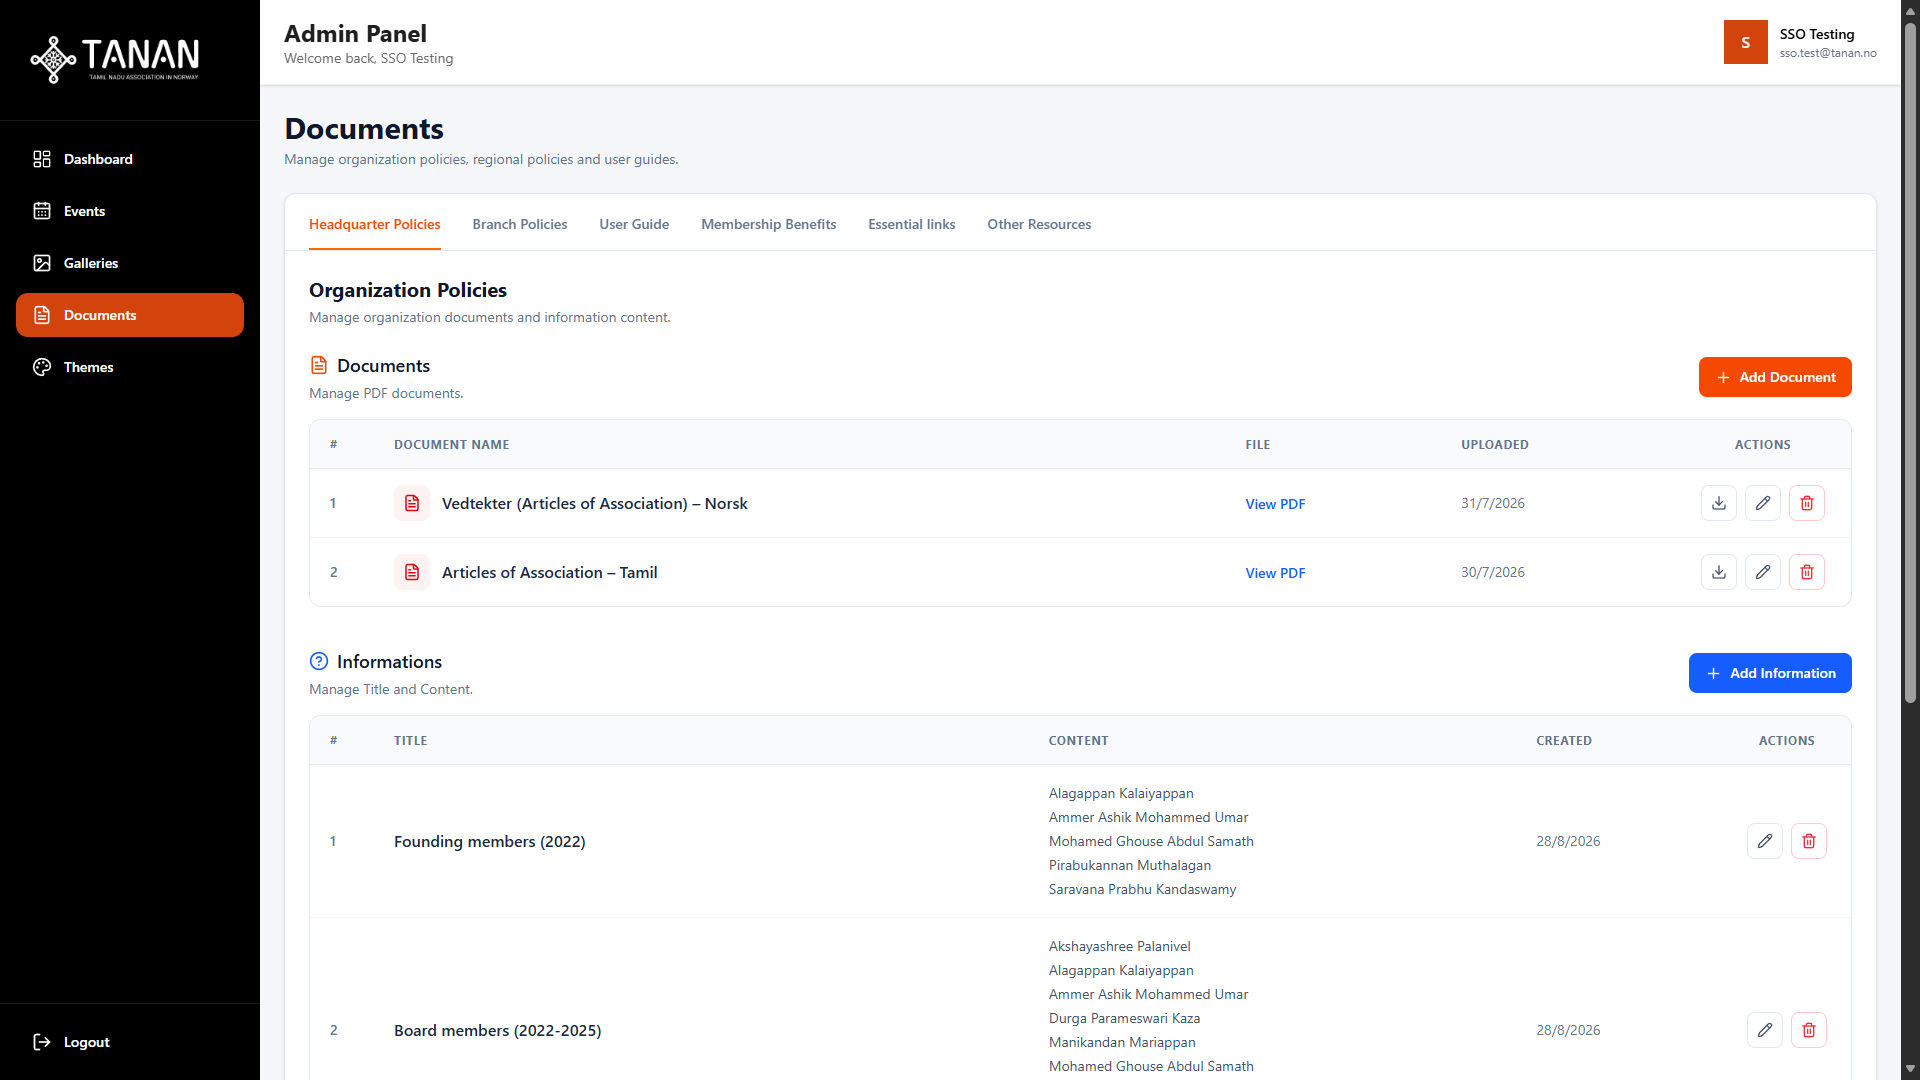 TANAN
TAMIL NADU ASSOCIATION IN NORWAY
Dashboard
Events
Galleries
Documents
Themes
Logout
Admin Panel
Welcome back, SSO Testing
S
SSO Testing
sso.test@tanan.no
Documents
Manage organization policies, regional policies and user guides.
Headquarter Policies Branch Policies User Guide Membership Benefits Essential links Other Resources
Organization Policies
Manage organization documents and information content.
Documents
Manage PDF documents.
+ Add Document
# DOCUMENT NAME FILE UPLOADED ACTIONS
1 Vedtekter (Articles of Association) – Norsk View PDF 31/7/2026
2 Articles of Association – Tamil View PDF 30/7/2026
Informations
Manage Title and Content.
+ Add Information
# TITLE CONTENT CREATED ACTIONS
1 Founding members (2022)
Alagappan Kalaiyappan
Ammer Ashik Mohammed Umar
Mohamed Ghouse Abdul Samath
Pirabukannan Muthalagan
Saravana Prabhu Kandaswamy
28/8/2026
2 Board members (2022-2025)
Akshayashree Palanivel
Alagappan Kalaiyappan
Ammer Ashik Mohammed Umar
Durga Parameswari Kaza
Manikandan Mariappan
Mohamed Ghouse Abdul Samath
28/8/2026